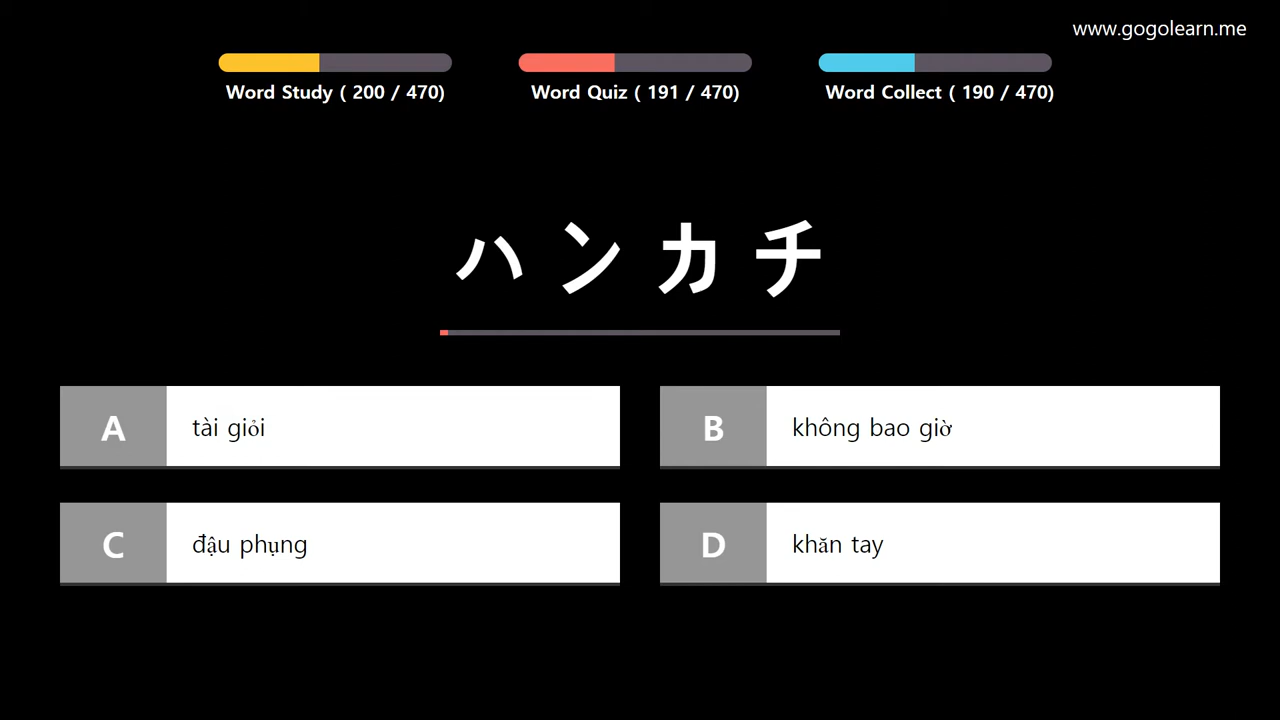 www.gogolearn.me
Word Study ( 200 / 470)
Word Quiz ( 191 / 470)
Word Collect ( 190 / 470)
ハンカチ
A
tài giỏi
B
không bao giờ
C
đậu phụng
D
khăn tay